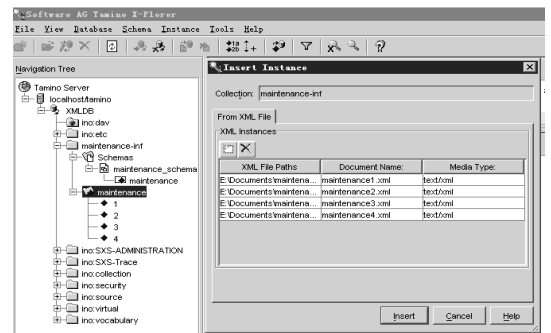 Software AG Tamino X-Plorer
File View Database Schema Instance Tools Help
Navigation Tree
Tamino Server
localhost/tamino
XMLDB
ino:dav
ino:etc
maintenance-inf
Schemas
maintenance_schema
maintenance
maintenance
1
2
3
4
ino:SXS-ADMINISTRATION
ino:SXS-Trace
ino:collection
ino:security
ino:source
ino:virtual
ino:vocabulary
Insert Instance
Collection: maintenance-inf
From XML File
XML Instances
XML File Paths Document Name: Media Type:
E:\Documents\maintena... maintenance1.xml text/xml
E:\Documents\maintena... maintenance2.xml text/xml
E:\Documents\maintena... maintenance3.xml text/xml
E:\Documents\maintena... maintenance4.xml text/xml
Insert Cancel Help